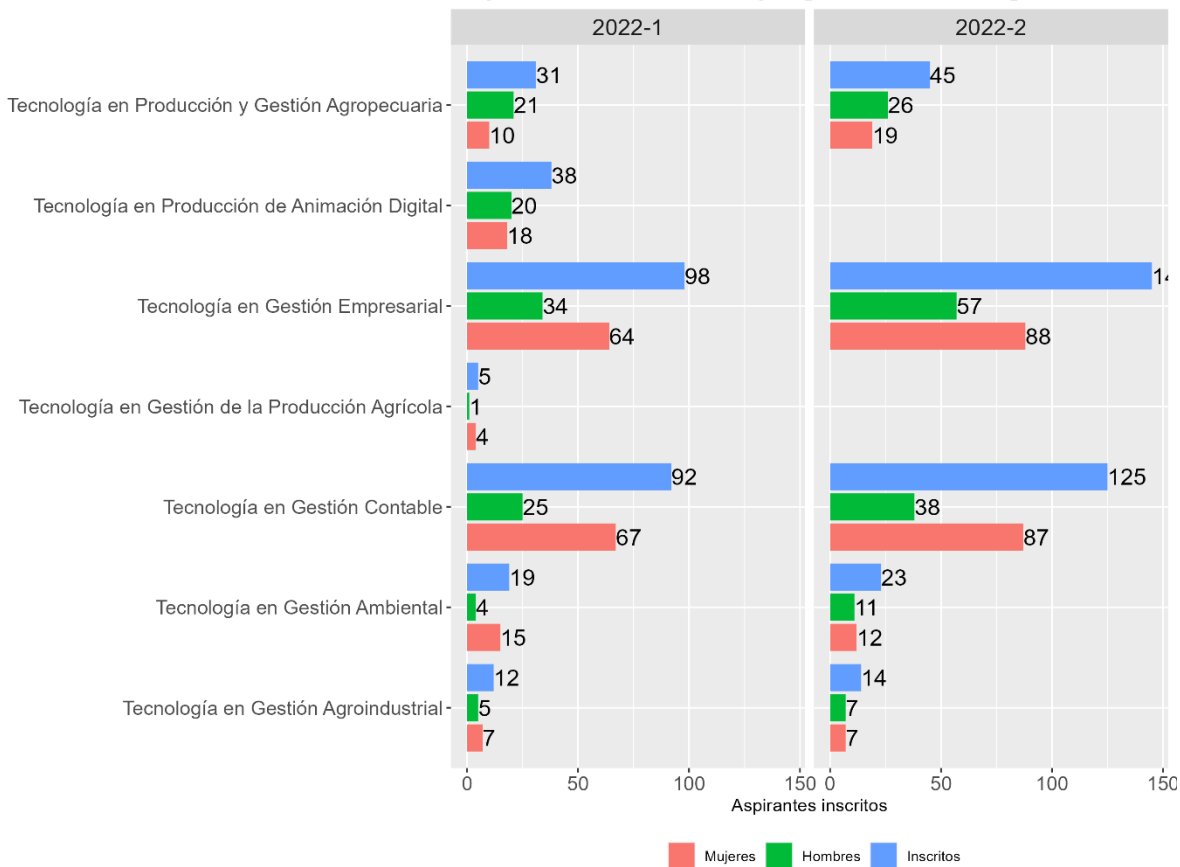 2022-1 2022-2
Tecnología en Producción y Gestión Agropecuaria
31 45
21 26
10 19
Tecnología en Producción de Animación Digital
38
20
18
Tecnología en Gestión Empresarial
98
34 57
64 88
Tecnología en Gestión de la Producción Agrícola
5
1
4
Tecnología en Gestión Contable
92 125
25 38
67 87
Tecnología en Gestión Ambiental
19 23
4 11
15 12
Tecnología en Gestión Agroindustrial
12 14
5 7
7 7
0 50 100 150 0 50 100 150
Aspirantes inscritos
Mujeres Hombres Inscritos